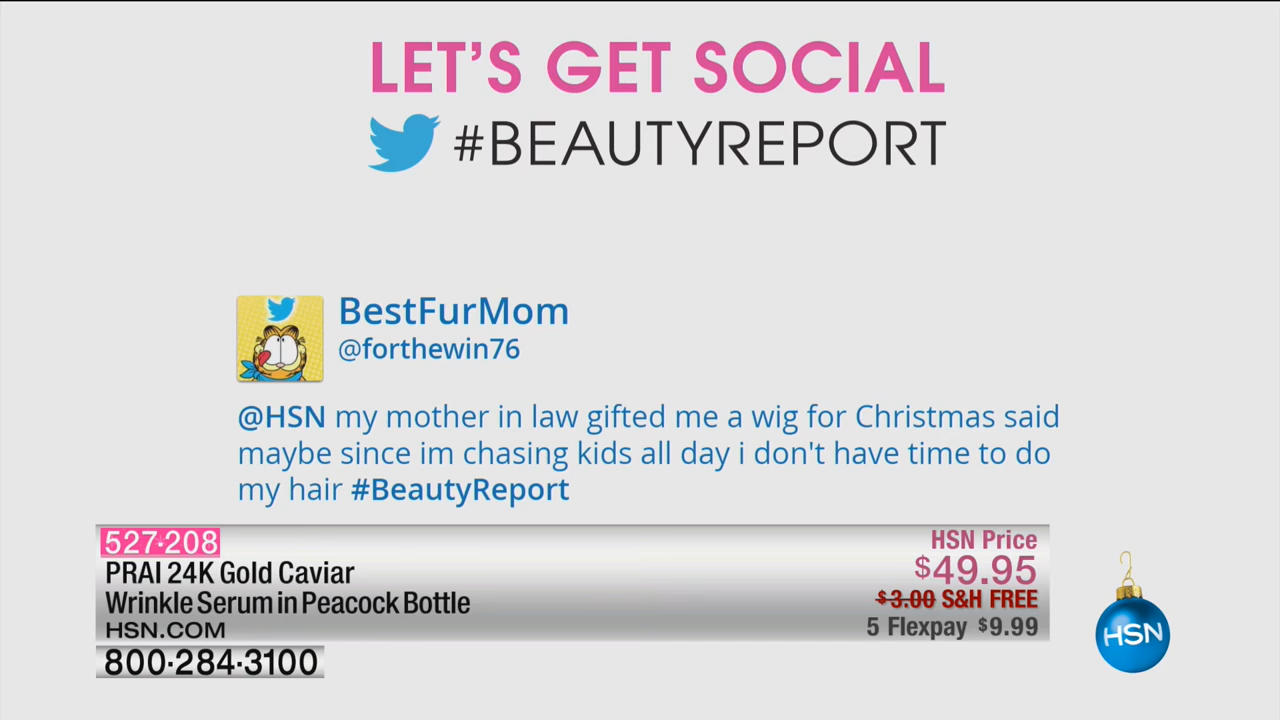 LET'S GET SOCIAL
#BEAUTYREPORT
BestFurMom
@forthewin76
@HSN my mother in law gifted me a wig for Christmas said
maybe since im chasing kids all day i don't have time to do
my hair #BeautyReport
527·208
PRAI 24K Gold Caviar
Wrinkle Serum in Peacock Bottle
HSN.COM
800·284·3100
HSN Price
$49.95
$3.00 S&H FREE
5 Flexpay $9.99
HSN